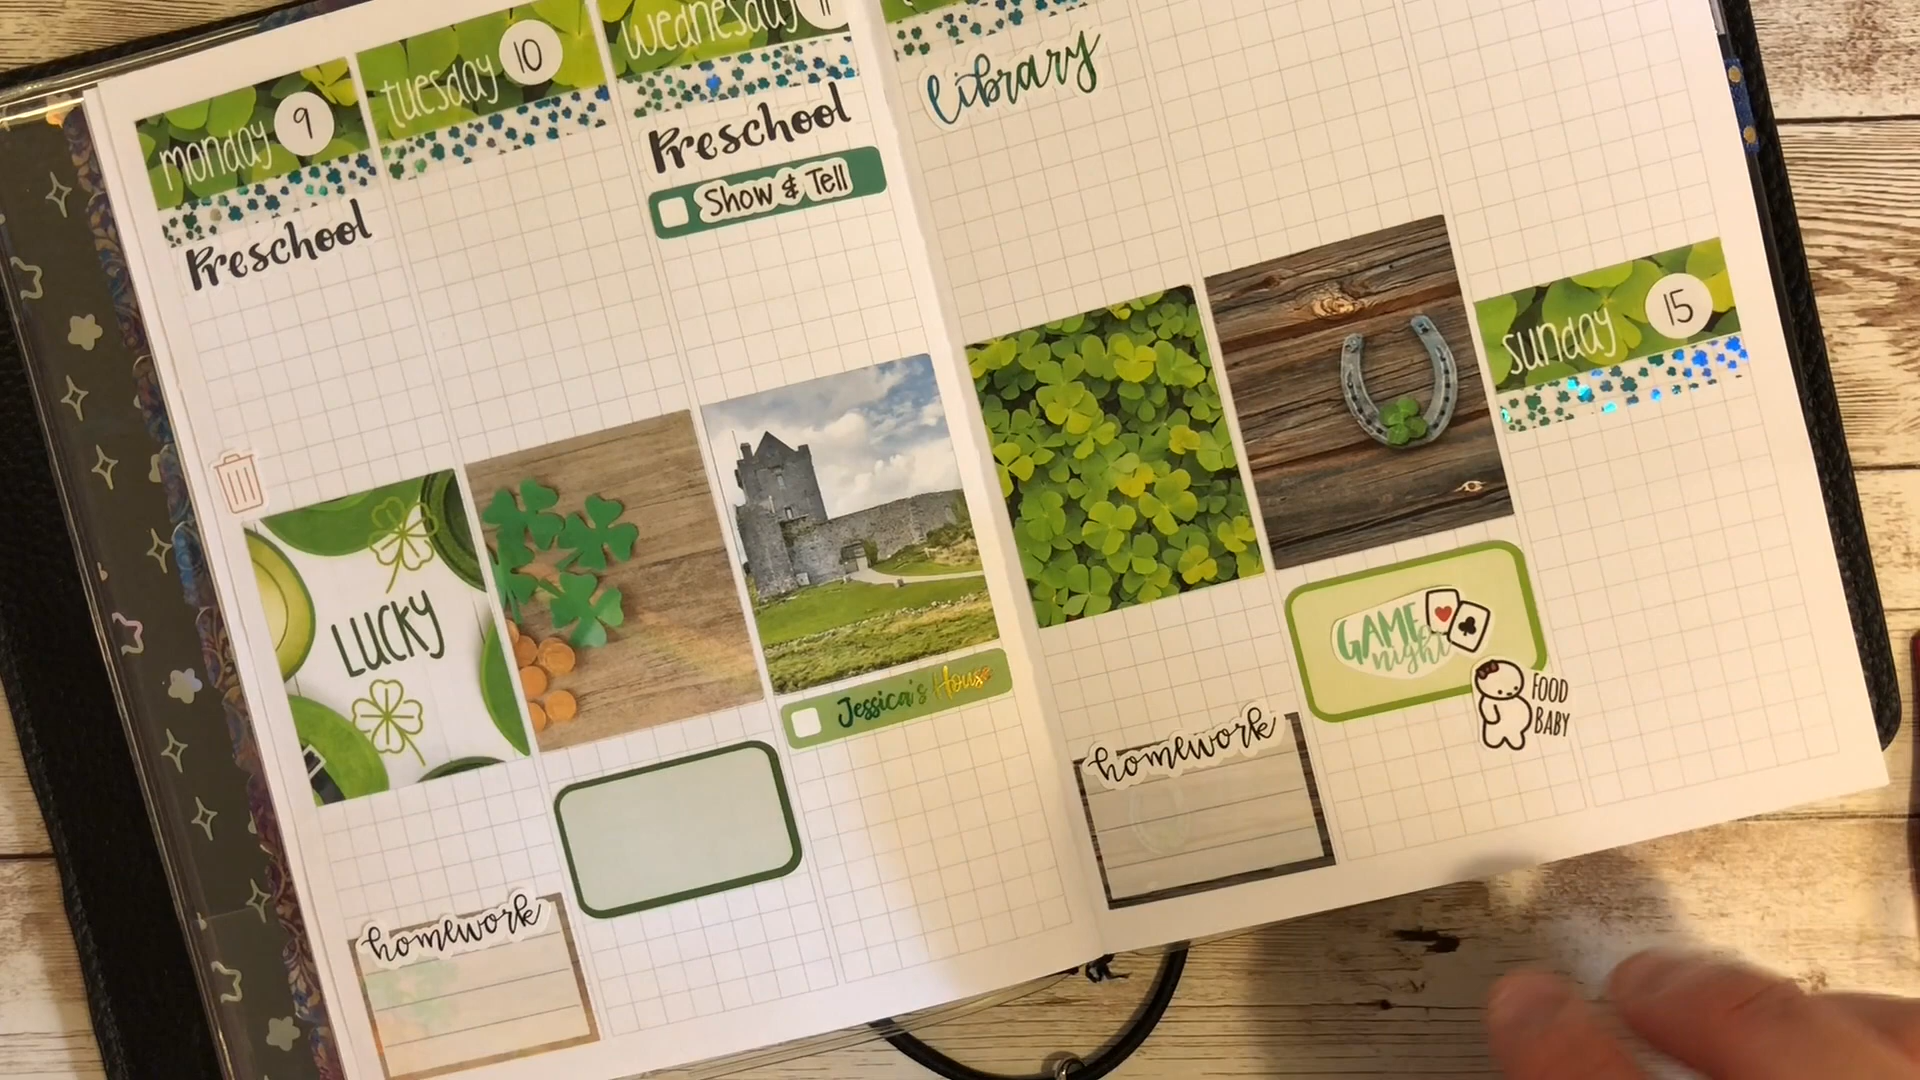 monday 9
tuesday 10
wednesday 11
Preschool
Preschool
Show & Tell
library
LUCKY
Jessica's House
homework
homework
GAME night
FOOD
BABY
sunday 15